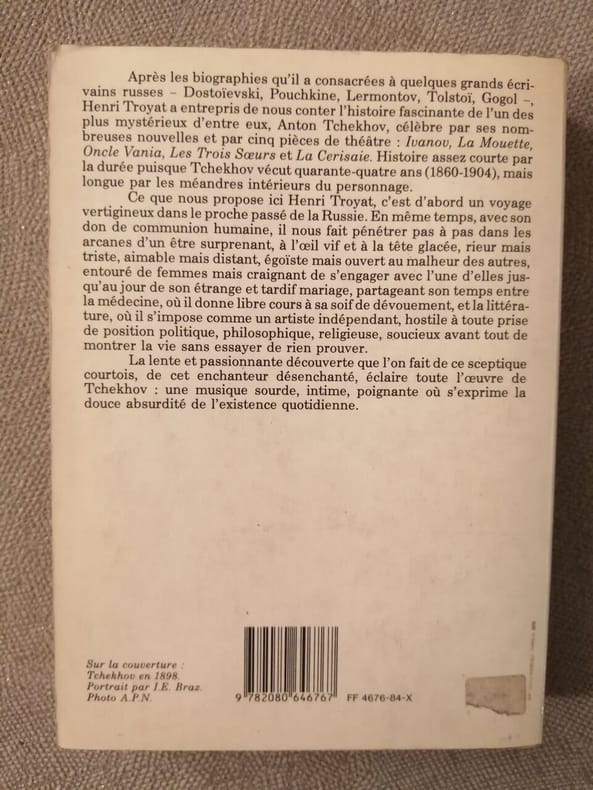 Après les biographies qu'il a consacrées à quelques grands écri-
vains russes – Dostoïevski, Pouchkine, Lermontov, Tolstoï, Gogol –,
Henri Troyat a entrepris de nous conter l'histoire fascinante de l'un des
plus mystérieux d'entre eux, Anton Tchekhov, célèbre par ses nom-
breuses nouvelles et par cinq pièces de théâtre : Ivanov, La Mouette,
Oncle Vania, Les Trois Sœurs et La Cerisaie. Histoire assez courte par
la durée puisque Tchekhov vécut quarante-quatre ans (1860-1904), mais
longue par les méandres intérieurs du personnage.
Ce que nous propose ici Henri Troyat, c'est d'abord un voyage
vertigineux dans le proche passé de la Russie. En même temps, avec son
don de communion humaine, il nous fait pénétrer pas à pas dans les
arcanes d'un être surprenant, à l'œil vif et à la tête glacée, rieur mais
triste, aimable mais distant, égoïste mais ouvert au malheur des autres,
entouré de femmes mais craignant de s'engager avec l'une d'elles jus-
qu'au jour de son étrange et tardif mariage, partageant son temps entre
la médecine, où il donne libre cours à sa soif de dévouement, et la littéra-
ture, où il s'impose comme un artiste indépendant, hostile à toute prise
de position politique, philosophique, religieuse, soucieux avant tout de
montrer la vie sans essayer de rien prouver.
La lente et passionnante découverte que l'on fait de ce sceptique
courtois, de cet enchanteur désenchanté, éclaire toute l'œuvre de
Tchekhov : une musique sourde, intime, poignante où s'exprime la
douce absurdité de l'existence quotidienne.
Sur la couverture :
Tchekhov en 1898.
Portrait par I.E. Braz.
Photo A.P.N.
9 782080 646767 FF 4676-84-X